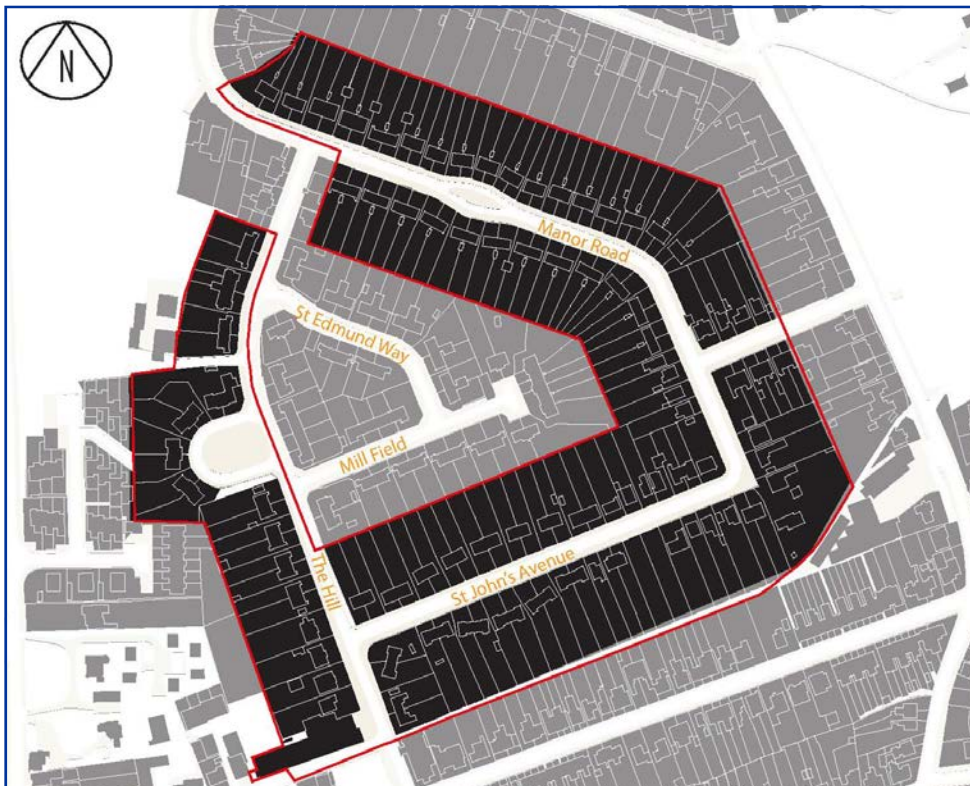 N
Manor Road
St Edmund Way
Mill Field
The Hill
St John's Avenue